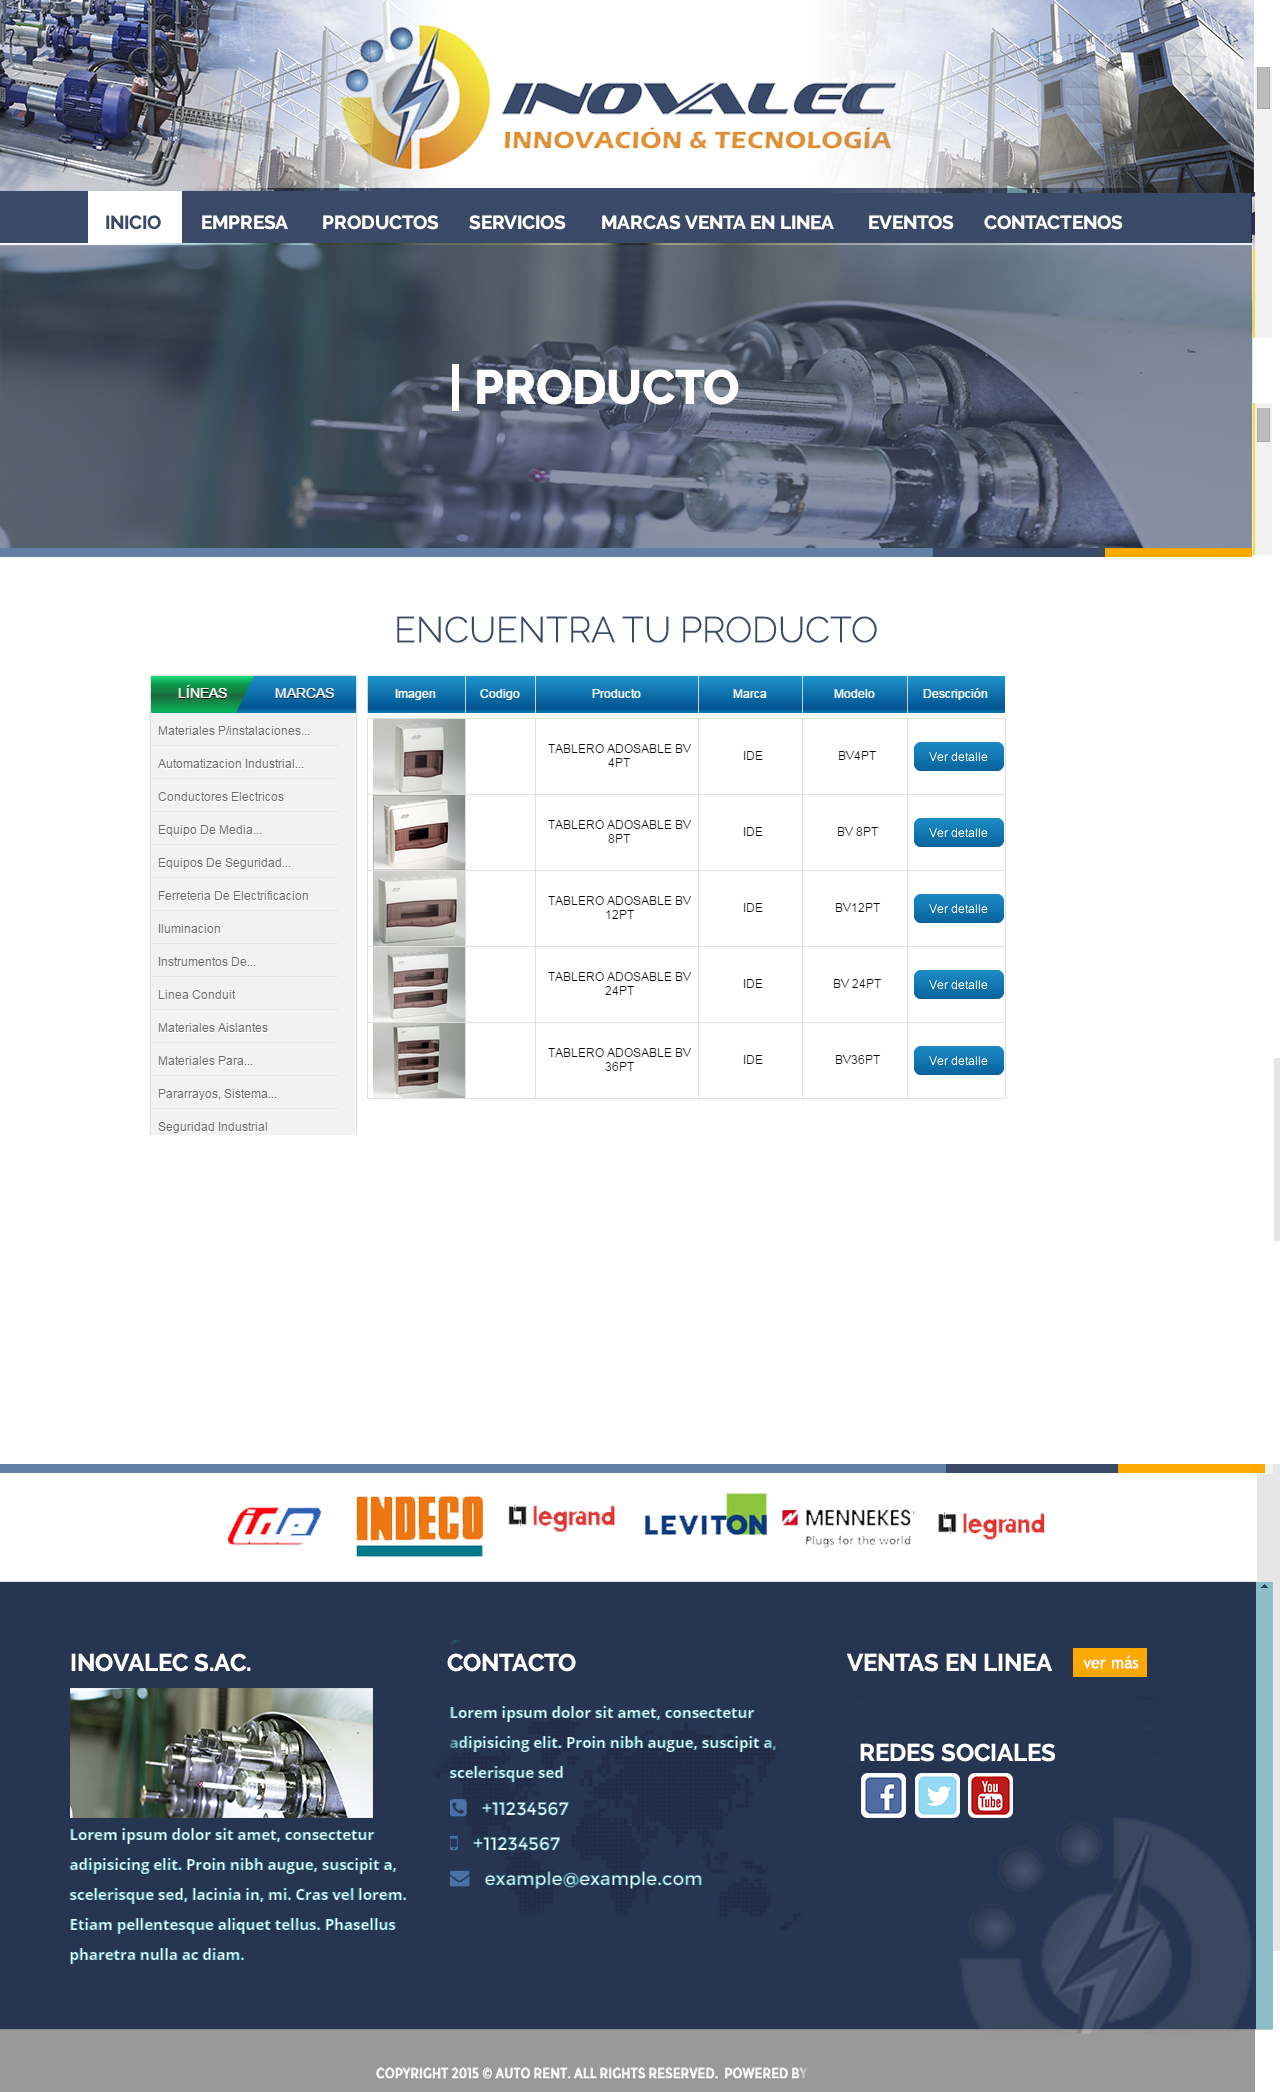 INOVALEC
INNOVACIÓN & TECNOLOGÍA
INICIO EMPRESA PRODUCTOS SERVICIOS MARCAS VENTA EN LINEA EVENTOS CONTACTENOS
| PRODUCTO
ENCUENTRA TU PRODUCTO
LÍNEAS MARCAS
Materiales P/instalaciones...
Automatizacion Industrial...
Conductores Electricos
Equipo De Media...
Equipos De Seguridad...
Ferreteria De Electrificacion
Iluminacion
Instrumentos De...
Linea Conduit
Materiales Aislantes
Materiales Para...
Pararrayos, Sistema...
Seguridad Industrial
Imagen Codigo Producto Marca Modelo Descripción
TABLERO ADOSABLE BV
4PT
IDE BV4PT Ver detalle
TABLERO ADOSABLE BV
8PT
IDE BV 8PT Ver detalle
TABLERO ADOSABLE BV
12PT
IDE BV12PT Ver detalle
TABLERO ADOSABLE BV
24PT
IDE BV 24PT Ver detalle
TABLERO ADOSABLE BV
36PT
IDE BV36PT Ver detalle
INDECO
legrand
LEVITON
MENNEKES
Plugs for the world
legrand
INOVALEC S.AC.
Lorem ipsum dolor sit amet, consectetur
adipisicing elit. Proin nibh augue, suscipit a,
scelerisque sed, lacinia in, mi. Cras vel lorem.
Etiam pellentesque aliquet tellus. Phasellus
pharetra nulla ac diam.
CONTACTO
Lorem ipsum dolor sit amet, consectetur
adipisicing elit. Proin nibh augue, suscipit a,
scelerisque sed
+11234567
+11234567
example@example.com
VENTAS EN LINEA ver más
REDES SOCIALES
You
Tube
COPYRIGHT 2015 © AUTO RENT. ALL RIGHTS RESERVED. POWERED BY